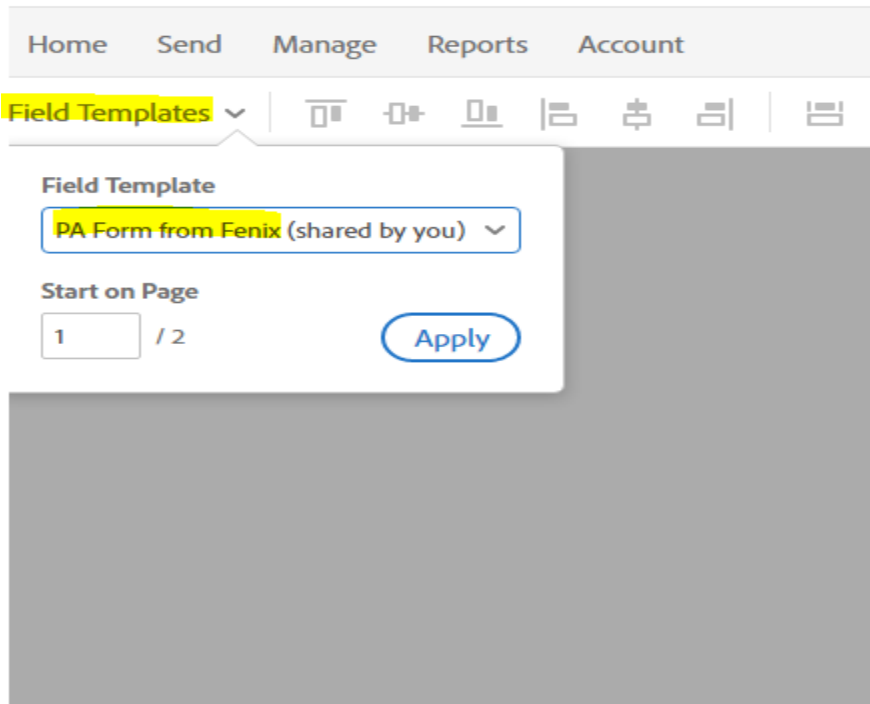 Home Send Manage Reports Account
Field Templates
Field Template
PA Form from Fenix (shared by you)
Start on Page
1 / 2 Apply